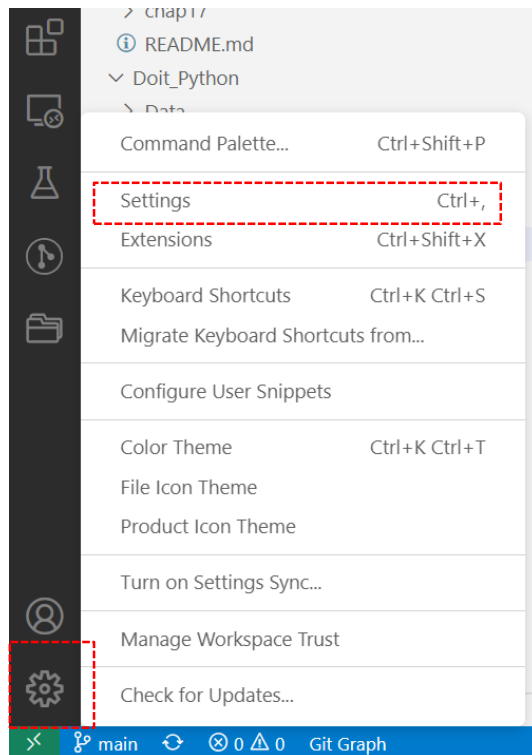 chap17
README.md
Doit_Python
Data
Command Palette... Ctrl+Shift+P
Settings Ctrl+,
Extensions Ctrl+Shift+X
Keyboard Shortcuts Ctrl+K Ctrl+S
Migrate Keyboard Shortcuts from...
Configure User Snippets
Color Theme Ctrl+K Ctrl+T
File Icon Theme
Product Icon Theme
Turn on Settings Sync...
Manage Workspace Trust
Check for Updates...
main 0 0 Git Graph